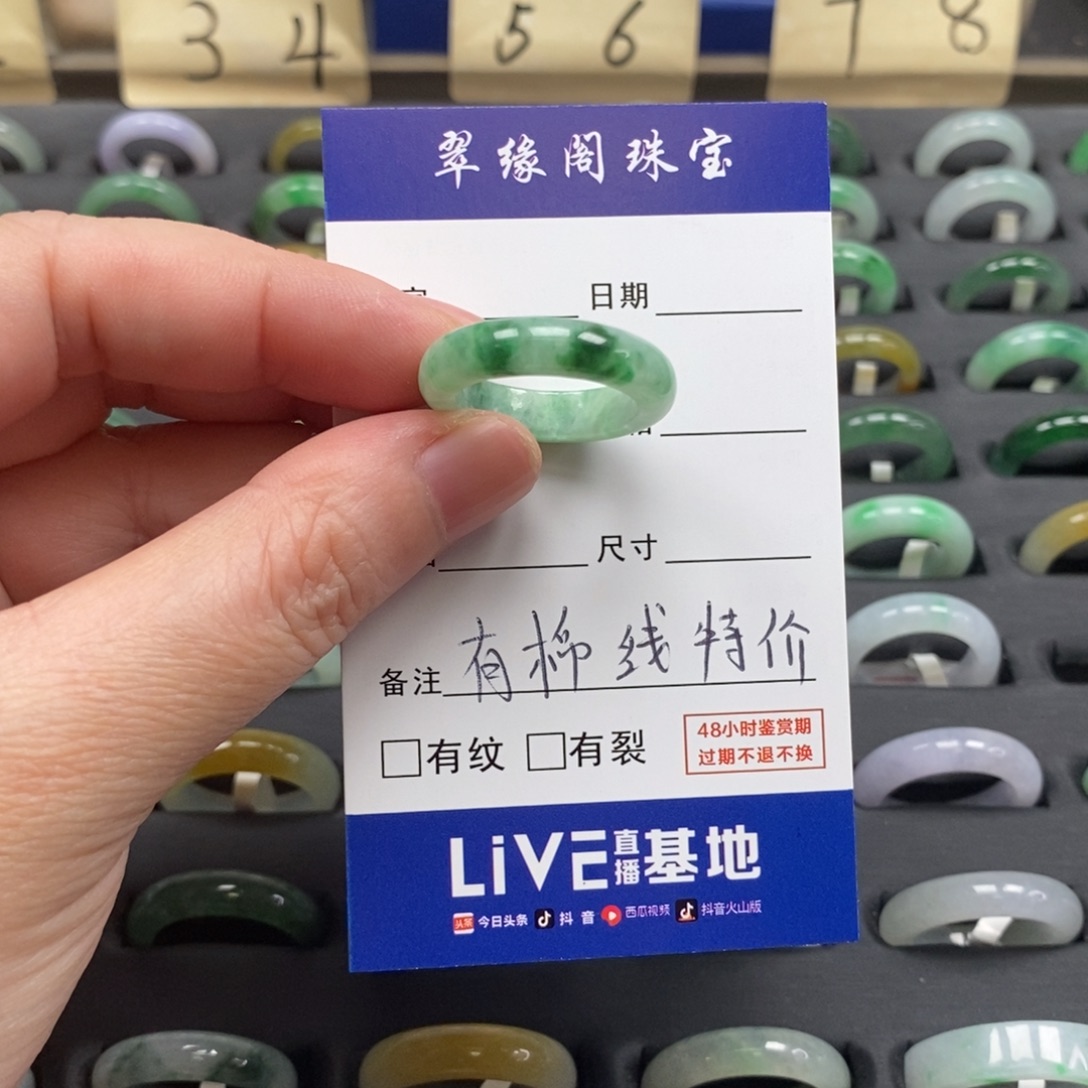 3 4
5 6
7 8
翠缘阁珠宝
日期
尺寸
备注 有柳线特价
有纹 有裂
48小时鉴赏期
过期不退不换
LiVE直播基地
今日头条 抖音 西瓜视频 抖音火山版